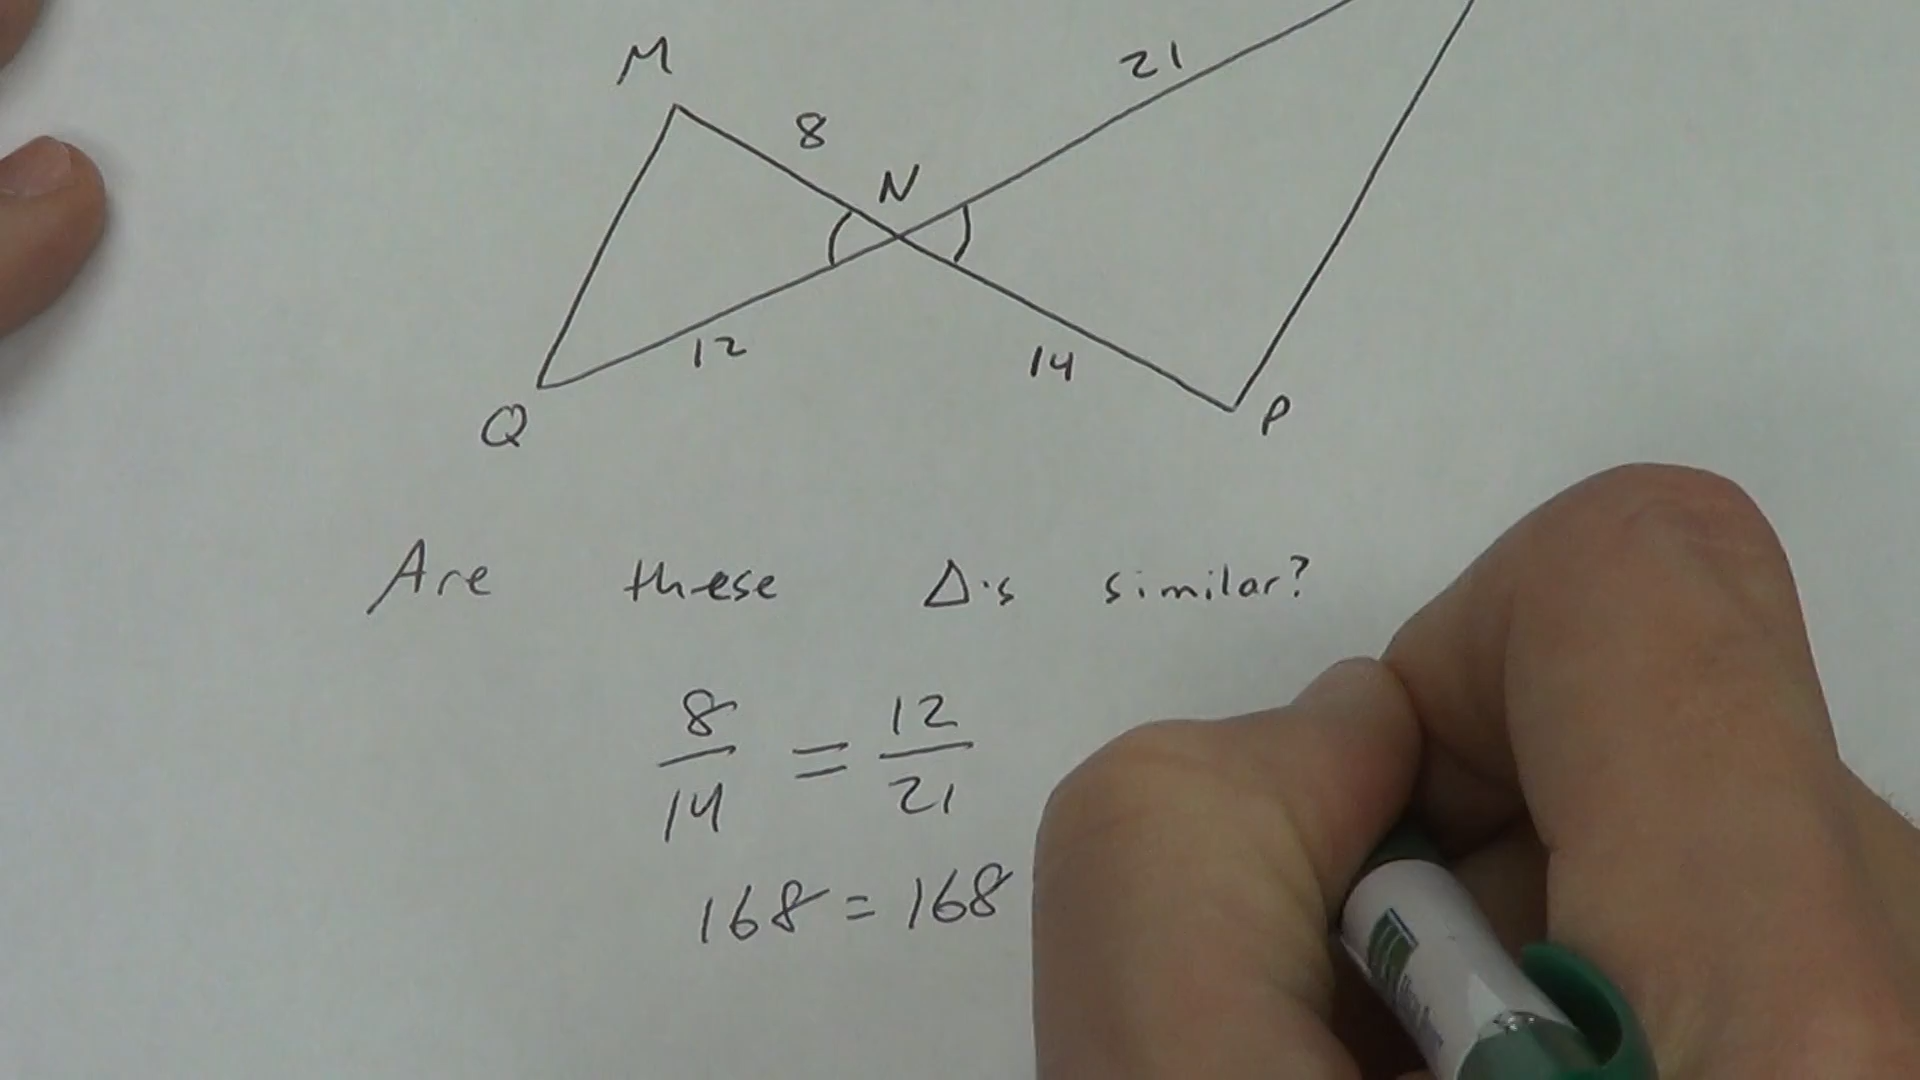 M
21
8
N
12
14
Q
P
Are these Δ's similar?
8/14 = 12/21
168 = 168